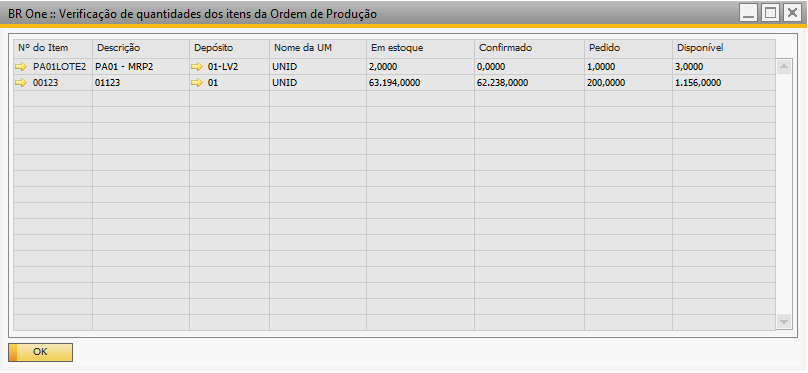 BR One :: Verificação de quantidades dos itens da Ordem de Produção
Nº do Item Descrição Depósito Nome da UM Em estoque Confirmado Pedido Disponível
PA01LOTE2 PA01 - MRP2 01-LV2 UNID 2,0000 0,0000 1,0000 3,0000
00123 01123 01 UNID 63.194,0000 62.238,0000 200,0000 1.156,0000
OK